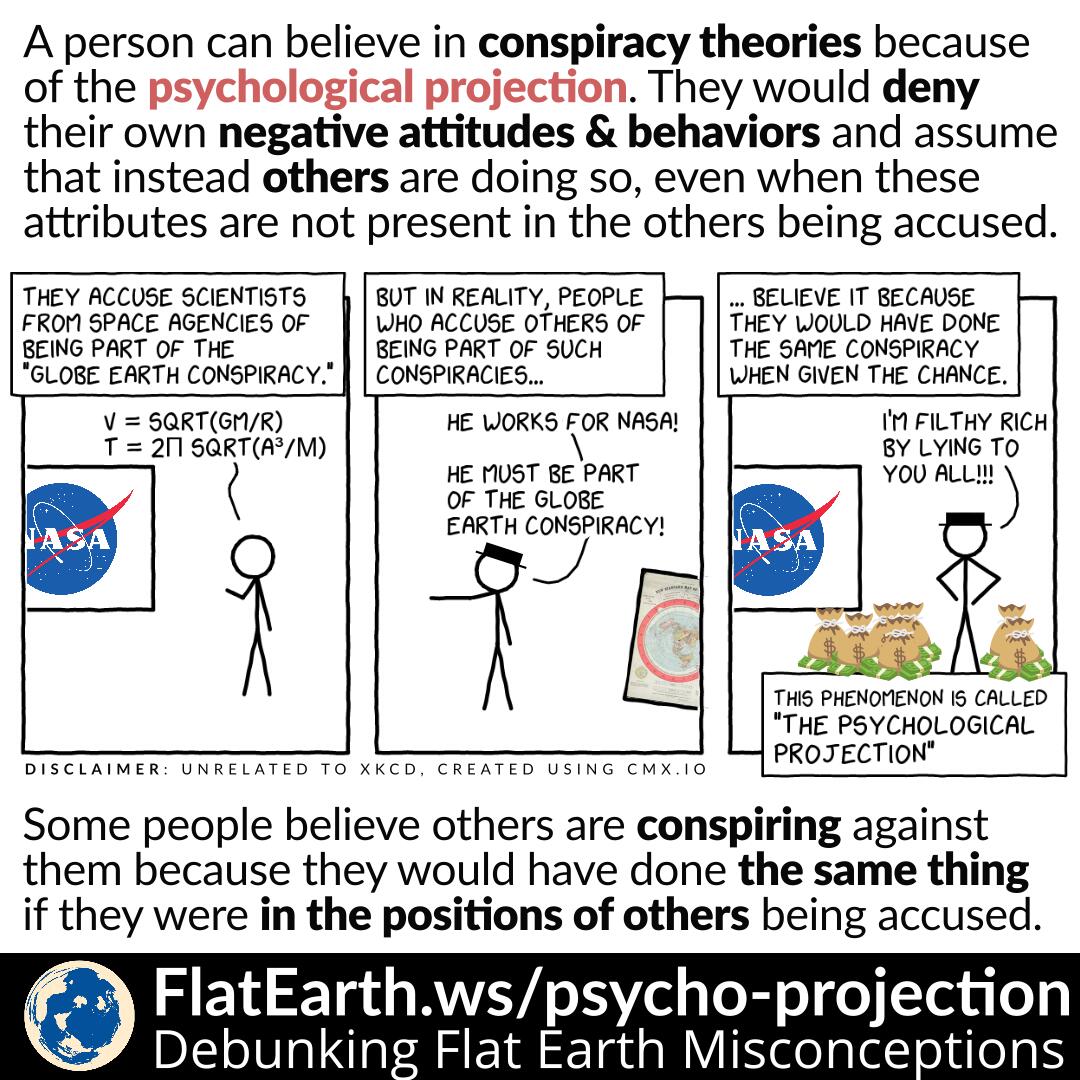 A person can believe in conspiracy theories because
of the psychological projection. They would deny
their own negative attitudes & behaviors and assume
that instead others are doing so, even when these
attributes are not present in the others being accused.
THEY ACCUSE SCIENTISTS
FROM SPACE AGENCIES OF
BEING PART OF THE
"GLOBE EARTH CONSPIRACY."
V = SQRT(GM/R)
T = 2Π SQRT(A³/M)
NASA
BUT IN REALITY, PEOPLE
WHO ACCUSE OTHERS OF
BEING PART OF SUCH
CONSPIRACIES...
HE WORKS FOR NASA!
HE MUST BE PART
OF THE GLOBE
EARTH CONSPIRACY!
... BELIEVE IT BECAUSE
THEY WOULD HAVE DONE
THE SAME CONSPIRACY
WHEN GIVEN THE CHANCE.
I'M FILTHY RICH
BY LYING TO
YOU ALL!!!
NASA
THIS PHENOMENON IS CALLED
"THE PSYCHOLOGICAL
PROJECTION"
DISCLAIMER: UNRELATED TO XKCD, CREATED USING CMX.IO
Some people believe others are conspiring against
them because they would have done the same thing
if they were in the positions of others being accused.
FlatEarth.ws/psycho-projection
Debunking Flat Earth Misconceptions